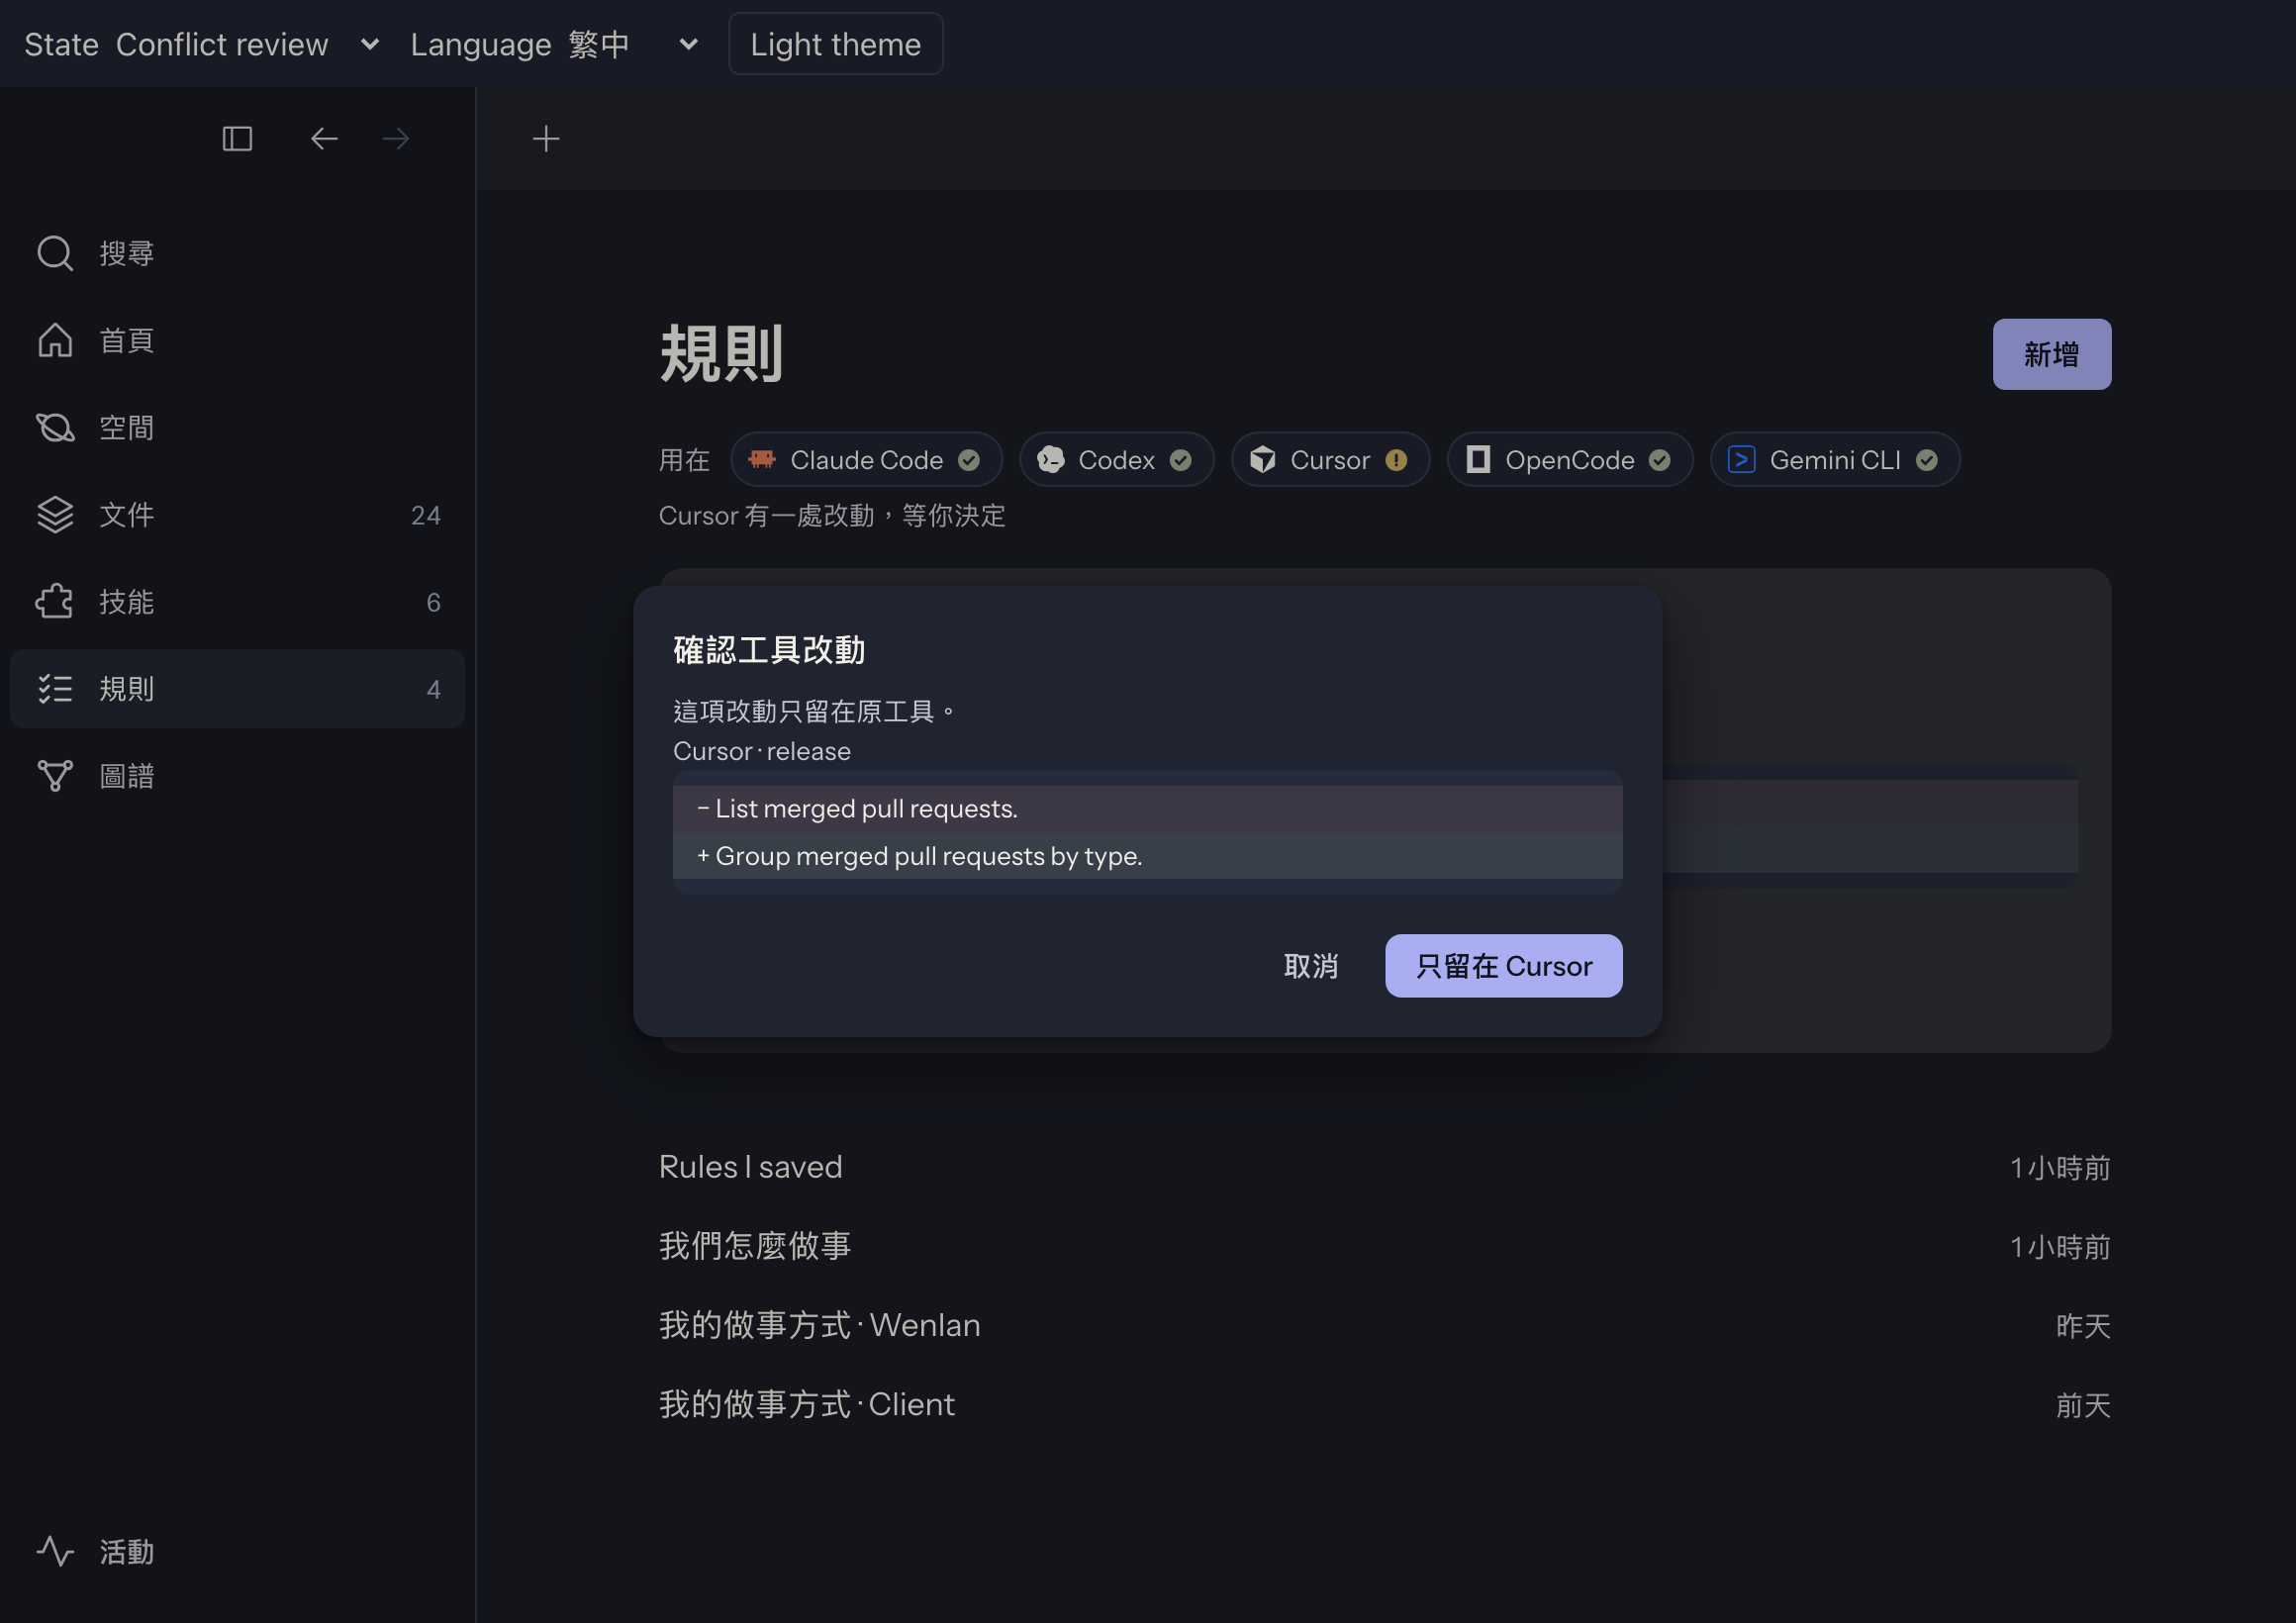 State Conflict review Language 繁中 Light theme
搜尋
首頁
空間
文件 24
技能 6
規則 4
圖譜
活動
規則
新增
用在 Claude Code Codex Cursor OpenCode Gemini CLI
Cursor 有一處改動，等你決定
確認工具改動
這項改動只留在原工具。
Cursor · release
− List merged pull requests.
+ Group merged pull requests by type.
取消 只留在 Cursor
Rules I saved 1 小時前
我們怎麼做事 1 小時前
我的做事方式 · Wenlan 昨天
我的做事方式 · Client 前天